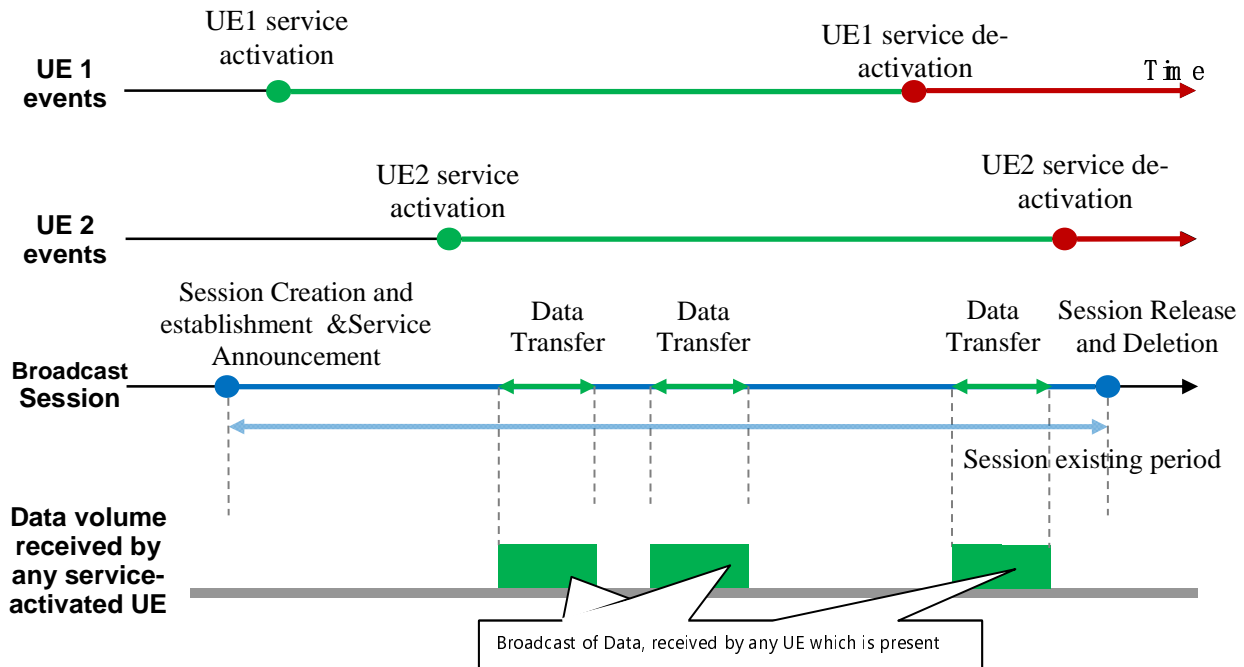 UE1 service
activation
UE1 service de-
activation
Time
UE 1
events
UE2 service
activation
UE2 service de-
activation
UE 2
events
Session Creation and
establishment &Service
Announcement
Data
Transfer
Data
Transfer
Data
Transfer
Session Release
and Deletion
Broadcast
Session
Session existing period
Data volume
received by
any service-
activated UE
Broadcast of Data, received by any UE which is present